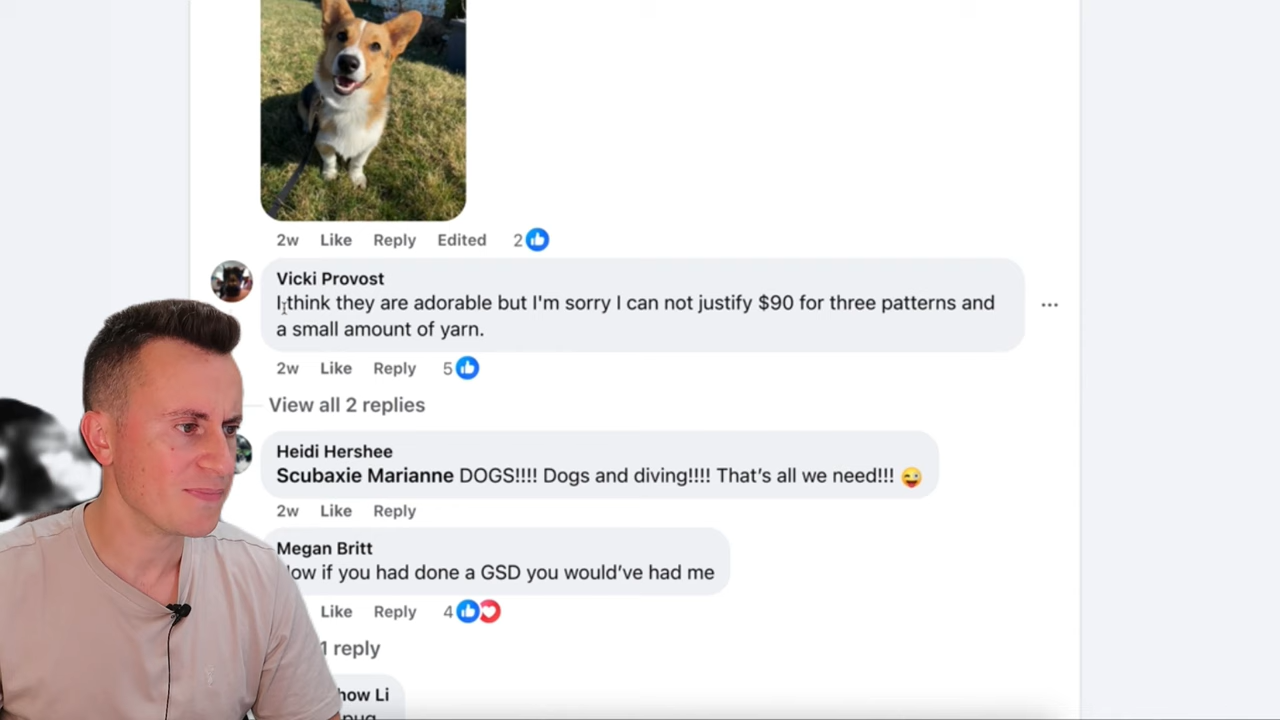 2w Like Reply Edited 2
Vicki Provost
I think they are adorable but I'm sorry I can not justify $90 for three patterns and
a small amount of yarn.
2w Like Reply 5
View all 2 replies
Heidi Hershee
Scubaxie Marianne DOGS!!!! Dogs and diving!!!! That's all we need!!! 😜
2w Like Reply
Megan Britt
if you had done a GSD you would've had me
Like Reply 4
1 reply
Li